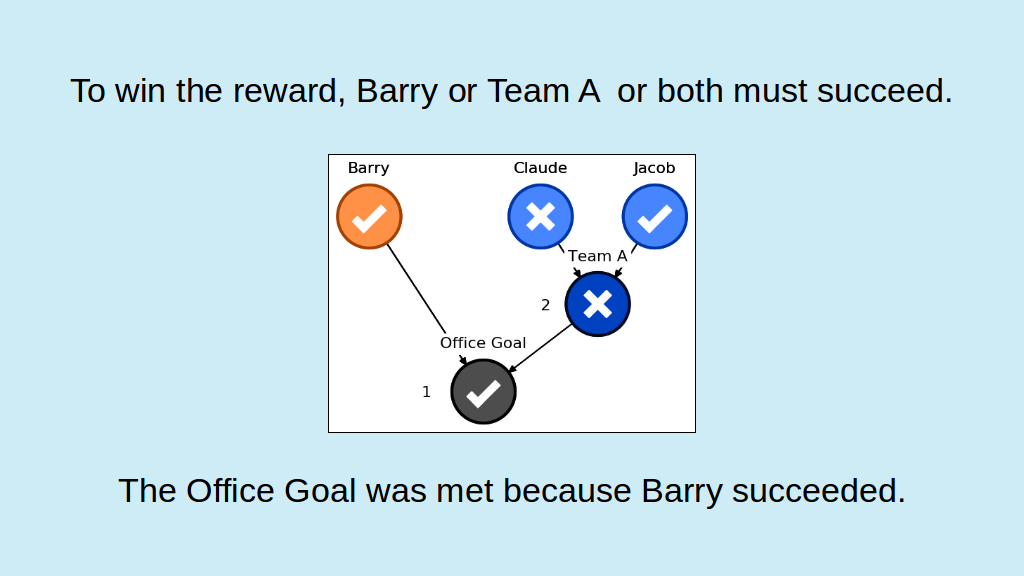 To win the reward, Barry or Team A  or both must succeed.
Barry
Claude
Jacob
Team A
2
Office Goal
1
The Office Goal was met because Barry succeeded.